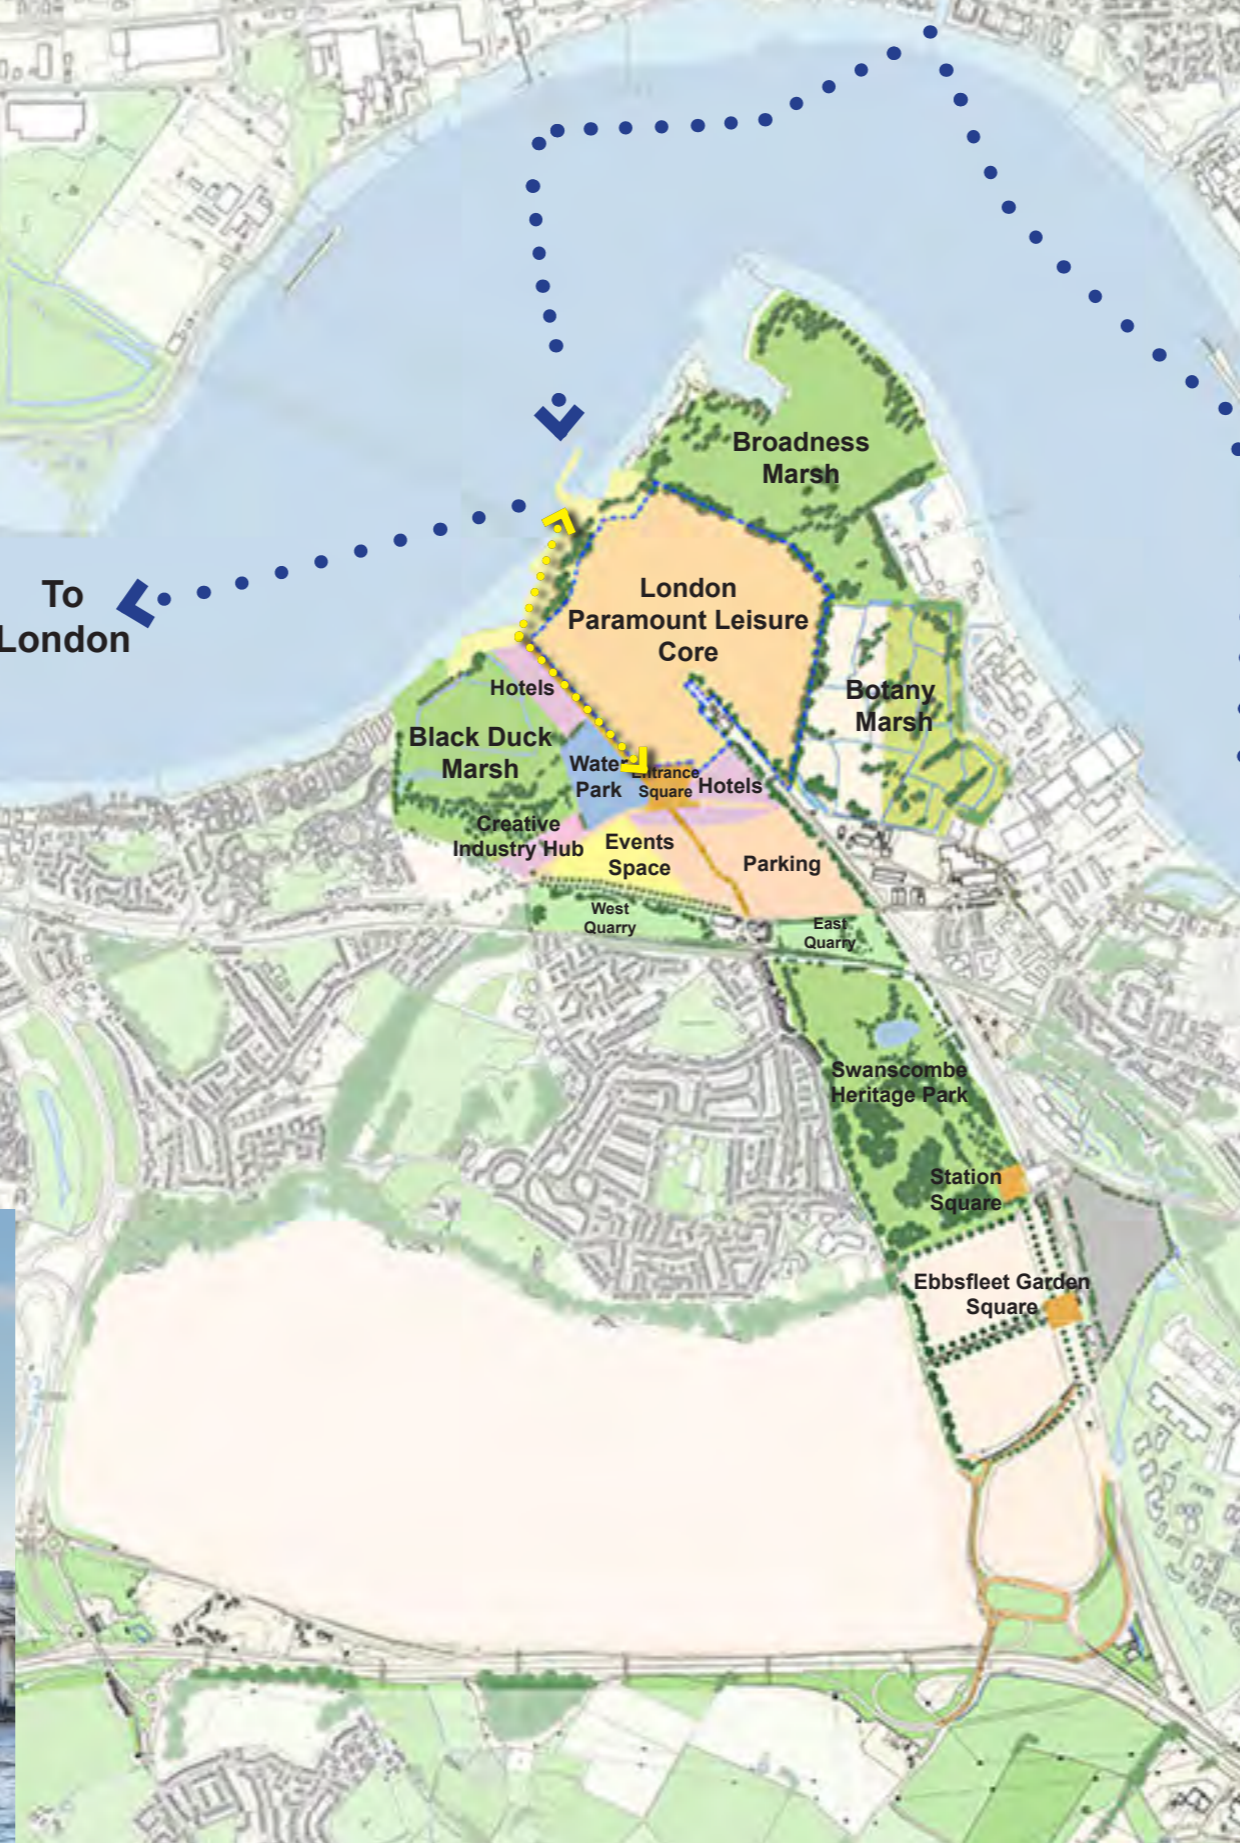 Broadness
Marsh
To
London
London
Paramount Leisure
Core
Hotels
Botany
Marsh
Black Duck
Marsh
Water
Park
Entrance
Square
Hotels
Creative
Industry Hub
Events
Space
Parking
West
Quarry
East
Quarry
Swanscombe
Heritage Park
Station
Square
Ebbsfleet Garden
Square